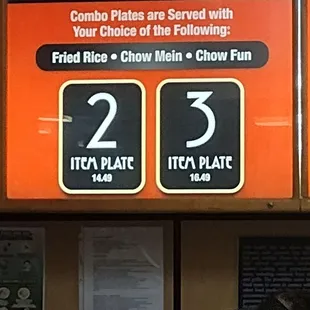 Combo Plates are Served with
Your Choice of the Following:
Fried Rice • Chow Mein • Chow Fun
2
ITEM PLATE
14.49
3
ITEM PLATE
16.49